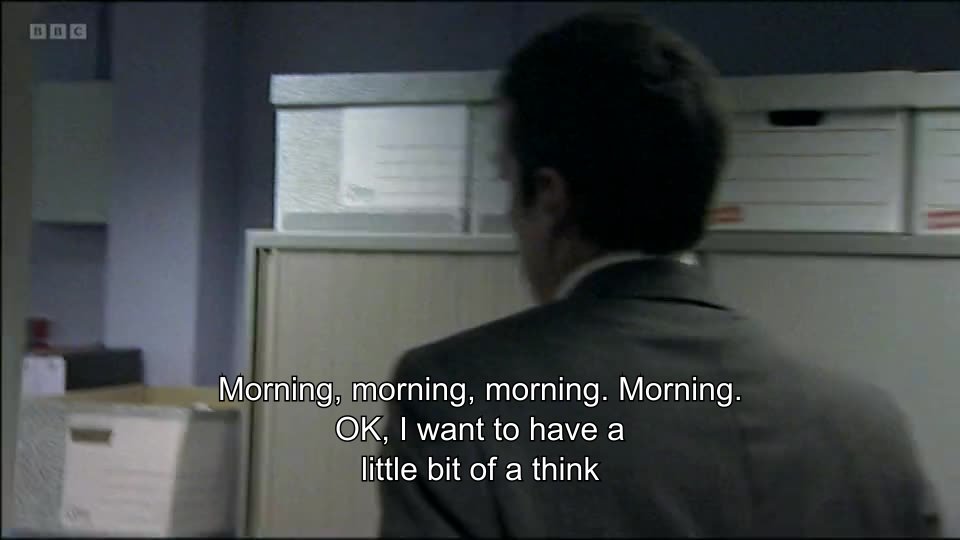 BBC
Morning, morning, morning. Morning.
OK, I want to have a
little bit of a think